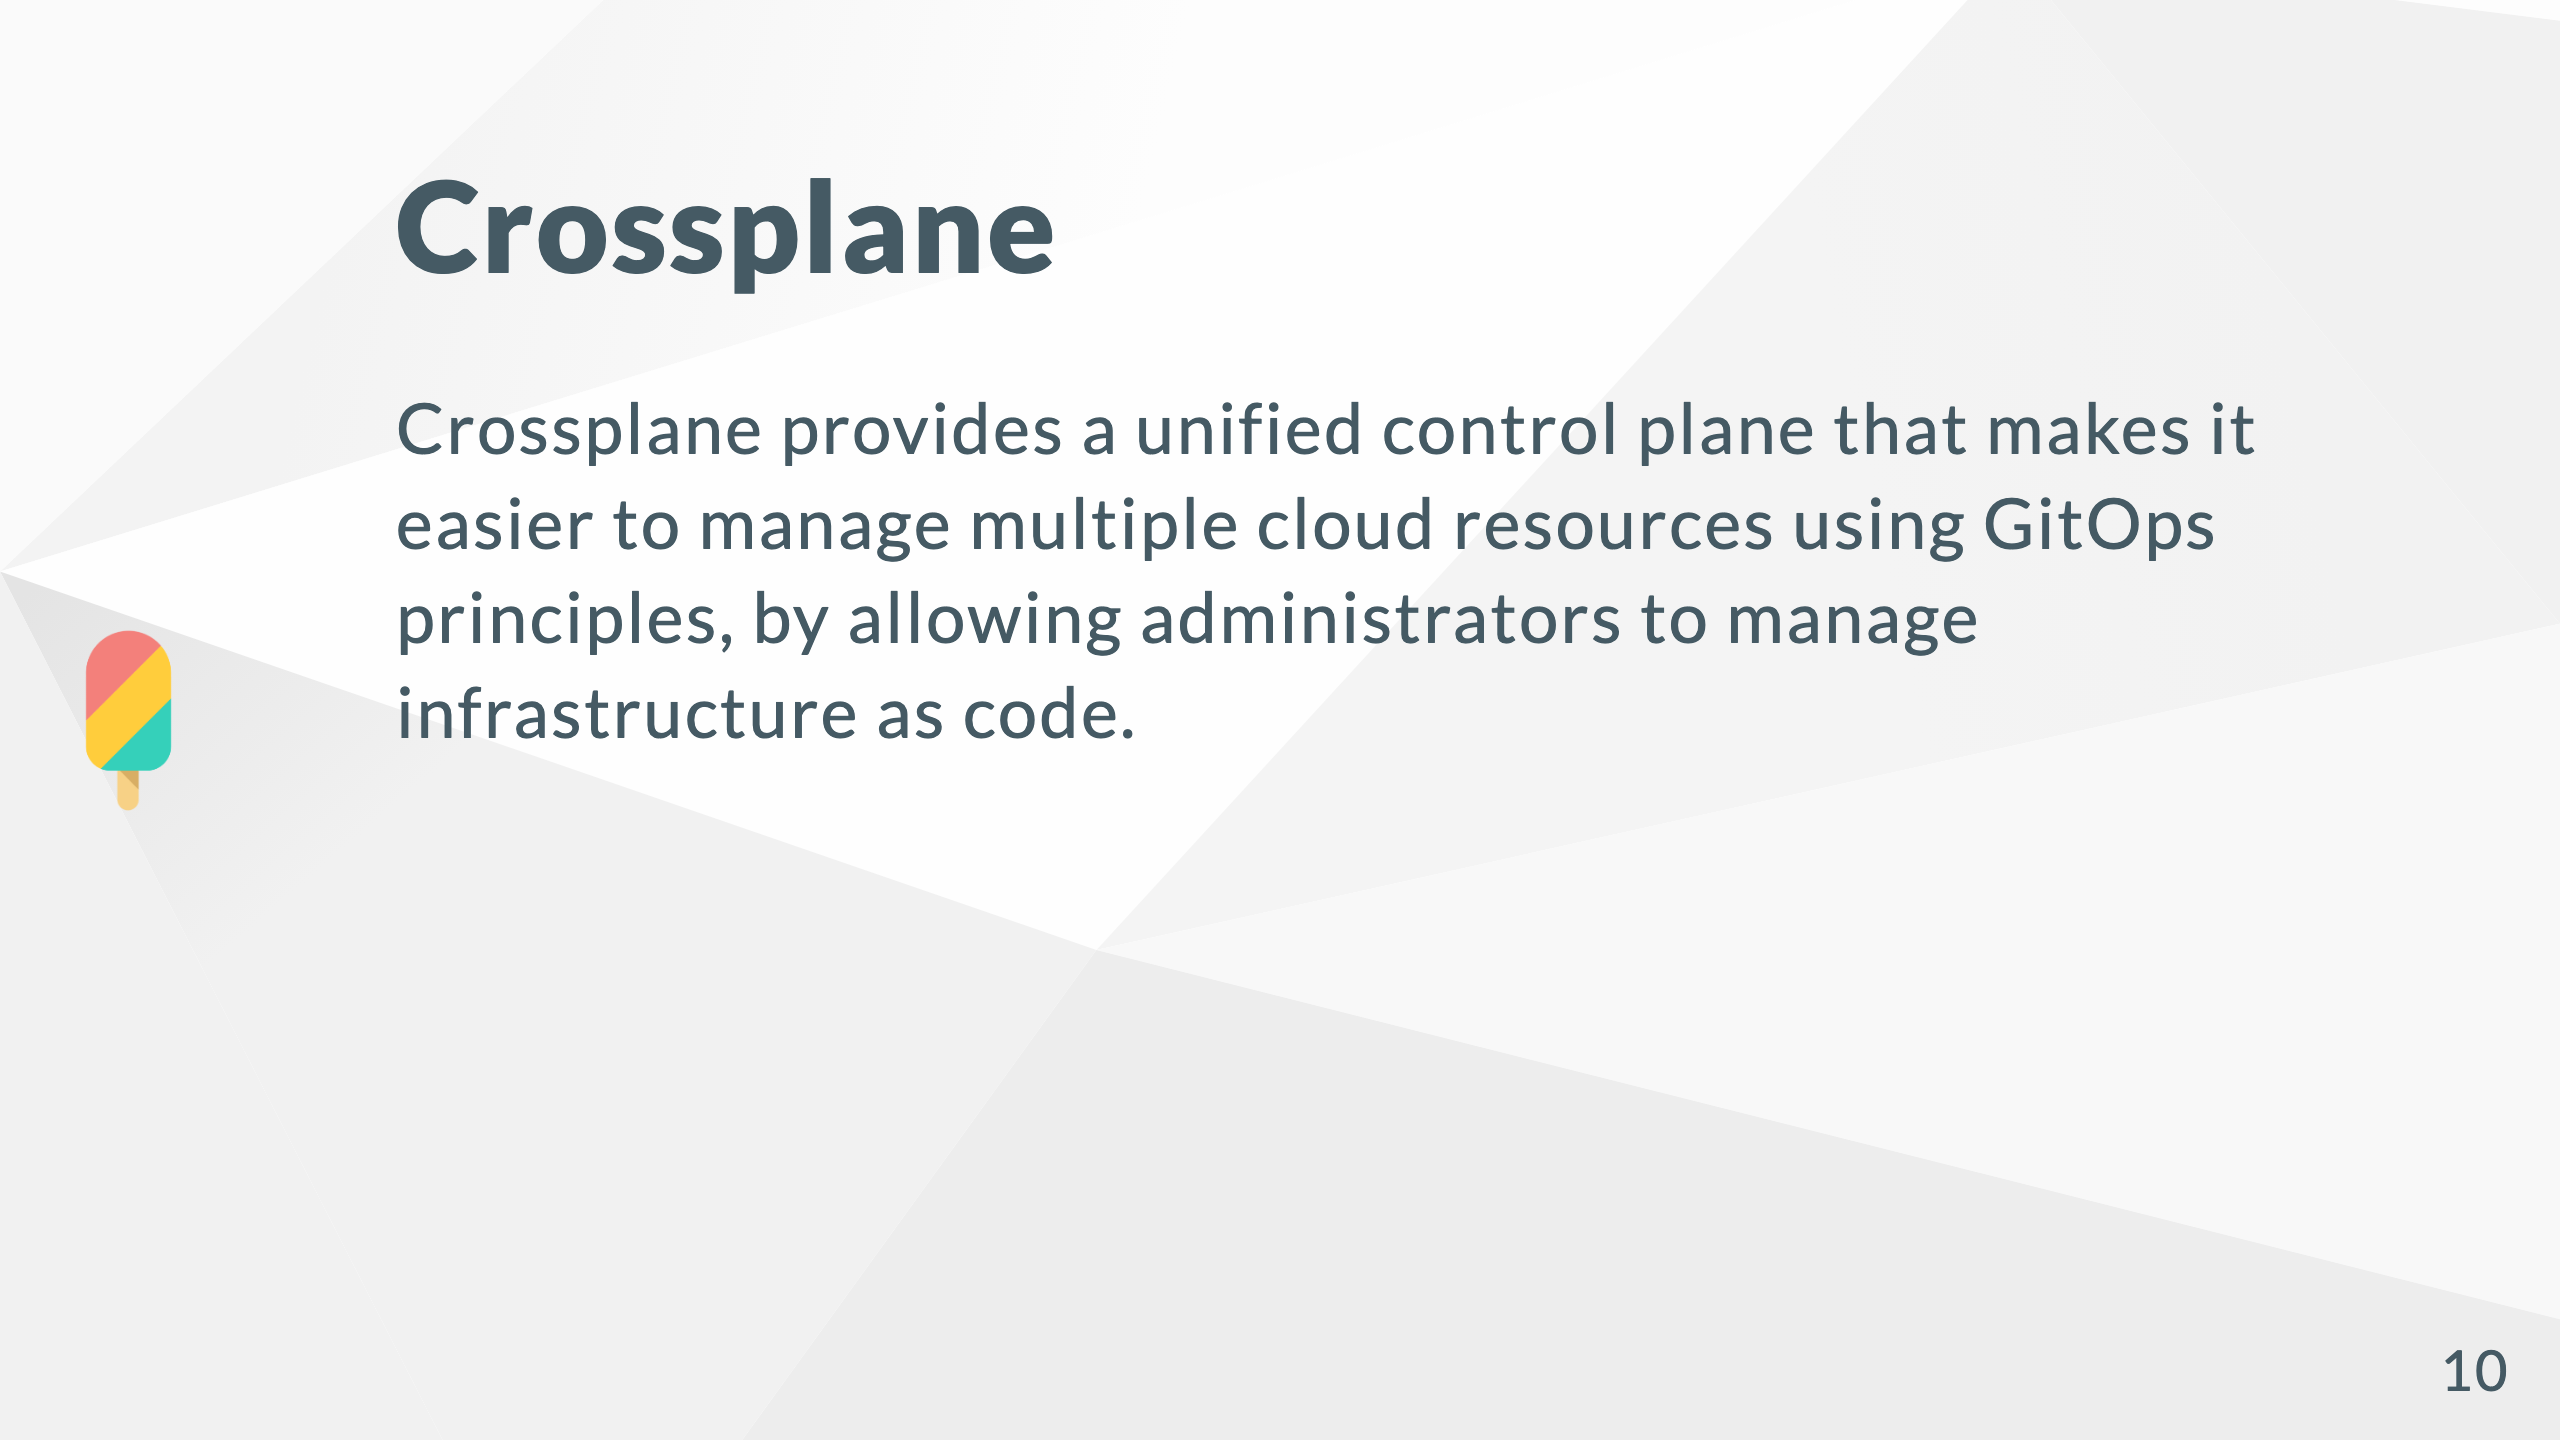 Crossplane
Crossplane provides a unified control plane that makes it
easier to manage multiple cloud resources using GitOps
principles, by allowing administrators to manage
infrastructure as code.
10